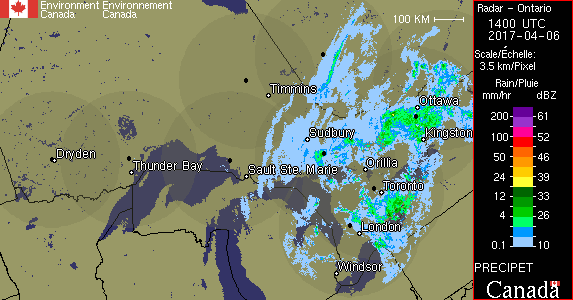 Environment Environnement
Canada Canada
Radar - Ontario
1400 UTC
2017-04-06
100 KM
Scale/Échelle:
3.5 km/Pixel
Rain/Pluie
mm/hr dBZ
200 61
100 52
50 46
24 39
12 33
4 26
0.1 10
Timmins
Ottawa
Sudbury
Kingston
Dryden
Thunder Bay
Sault Ste. Marie
Orillia
Toronto
London
Windsor
PRECIPET
Canada